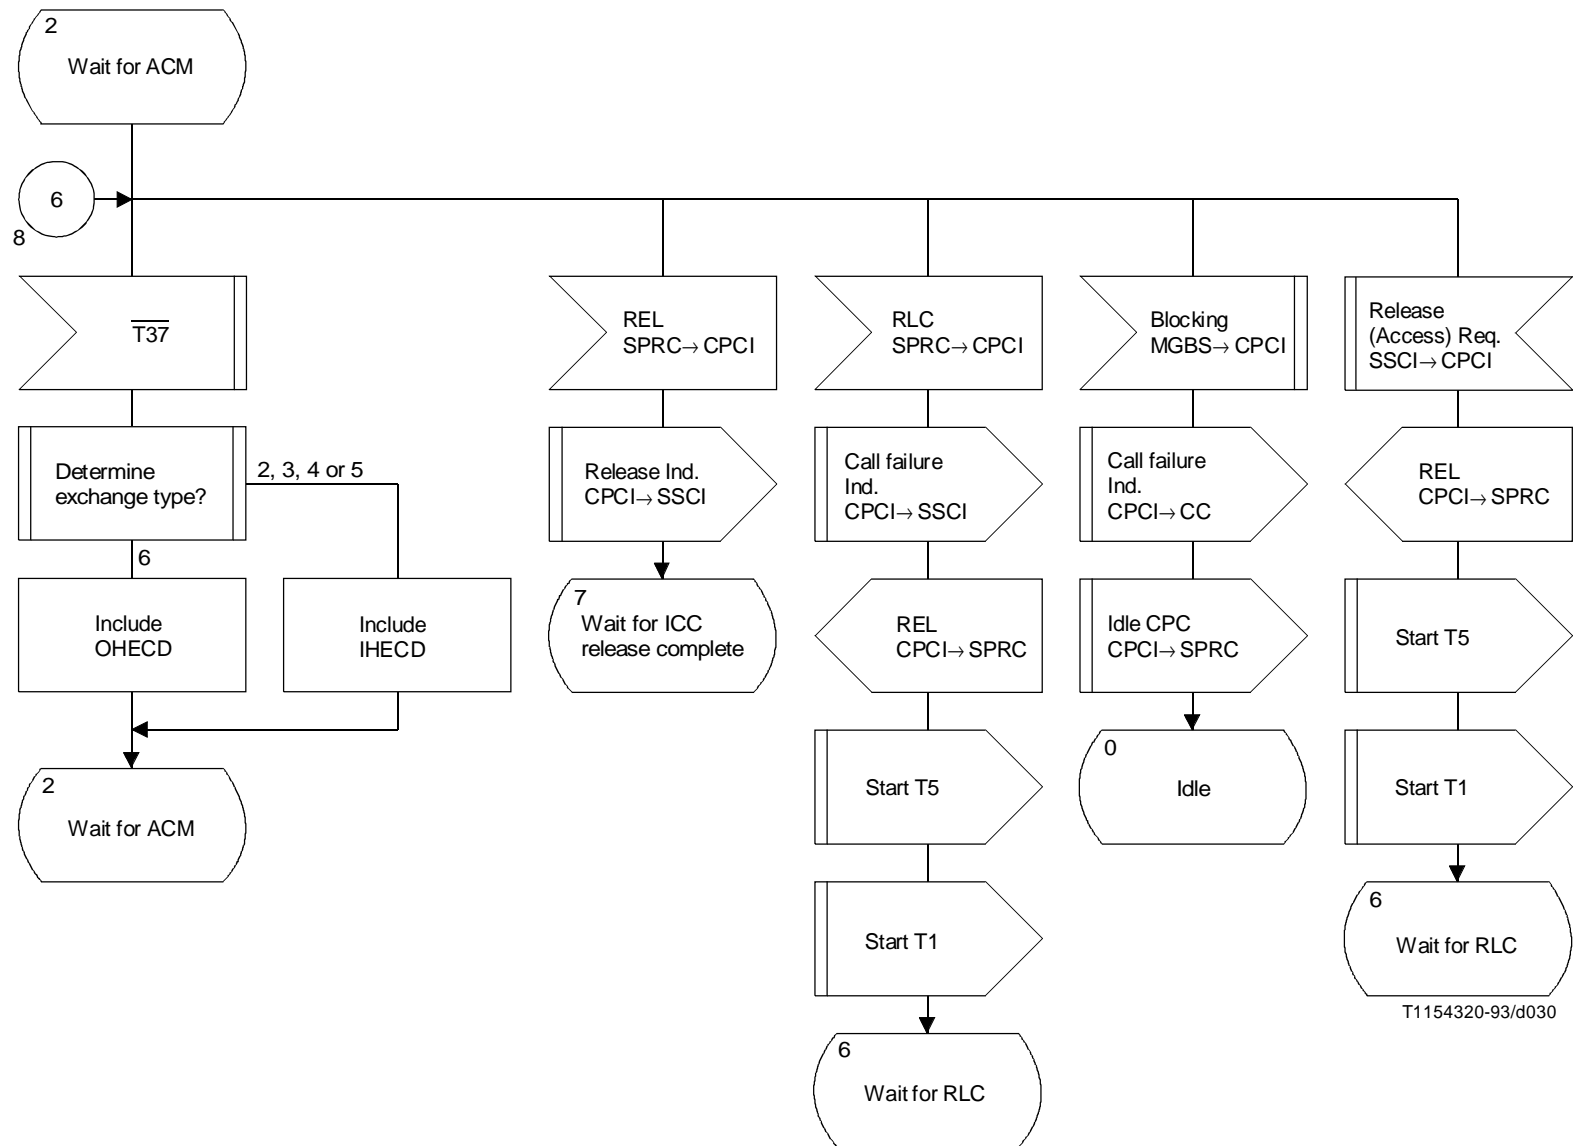 2
Wait for ACM
6
8
T37
Determine
exchange type?
2, 3, 4 or 5
6
Include
OHECD
Include
IHECD
2
Wait for ACM
REL
SPRC→CPCI
Release Ind.
CPCI→SSCI
7
Wait for ICC
release complete
RLC
SPRC→CPCI
Call failure
Ind.
CPCI→SSCI
REL
CPCI→SPRC
Start T5
Start T1
6
Wait for RLC
Blocking
MGBS→CPCI
Call failure
Ind.
CPCI→CC
Idle CPC
CPCI→SPRC
0
Idle
Release
(Access) Req.
SSCI→CPCI
REL
CPCI→SPRC
Start T5
Start T1
6
Wait for RLC
T1154320-93/d030